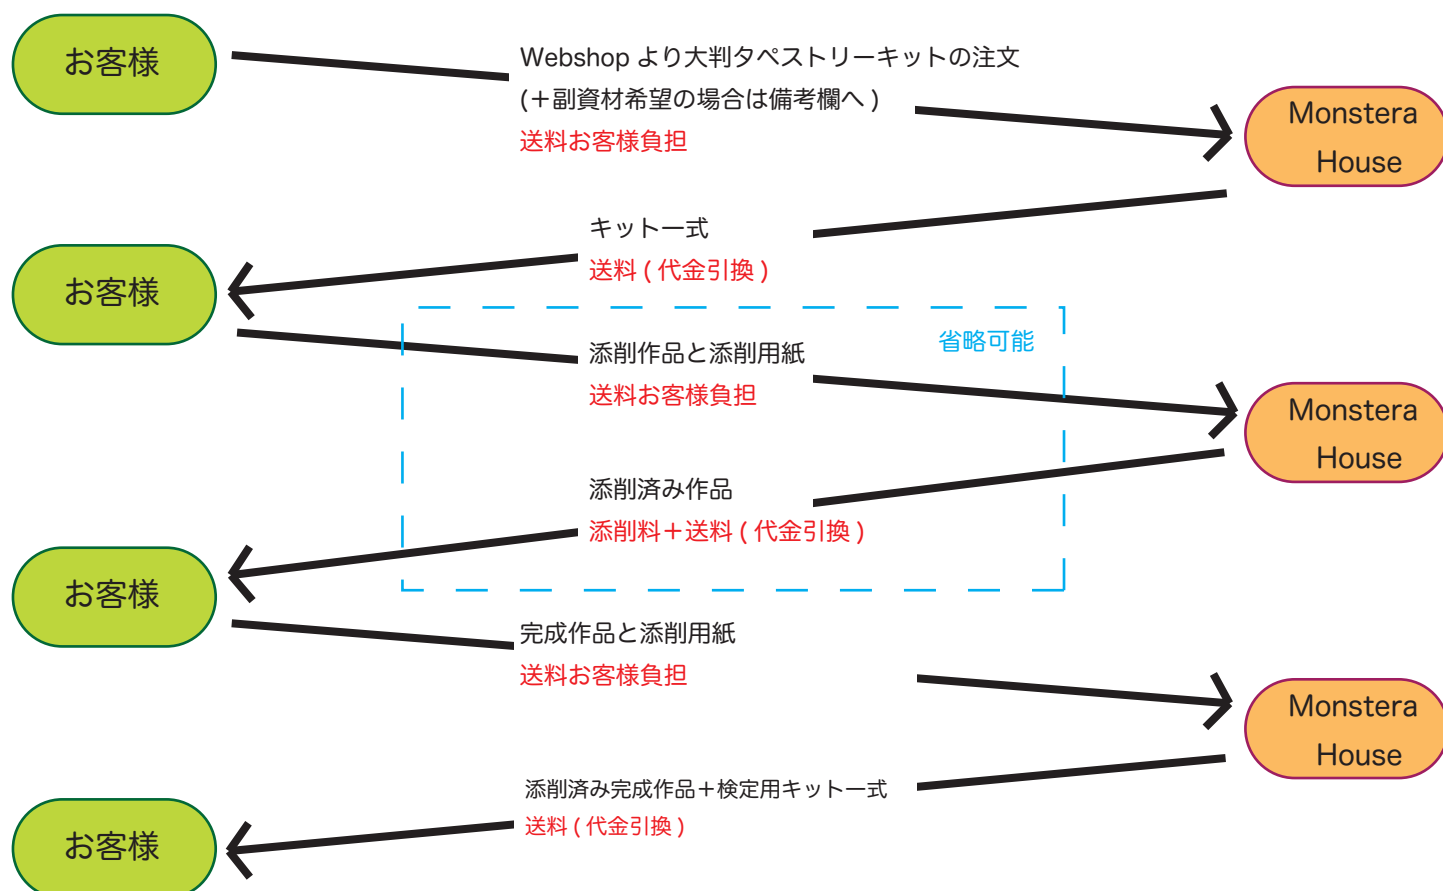 お客様
Webshop より大判タペストリーキットの注文
(＋副資材希望の場合は備考欄へ )
送料お客様負担
Monstera
House
キット一式
送料 ( 代金引換 )
お客様
省略可能
添削作品と添削用紙
送料お客様負担
Monstera
House
添削済み作品
添削料＋送料 ( 代金引換 )
お客様
完成作品と添削用紙
送料お客様負担
Monstera
House
添削済み完成作品＋検定用キット一式
送料 ( 代金引換 )
お客様